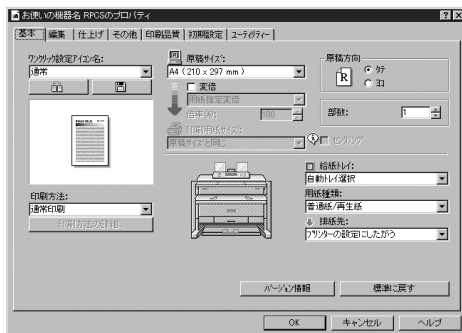 お使いの機器名 RPCSのプロパティ
基本 編集 仕上げ その他 印刷品質 初期設定 ユーティリティー
ワンクリック設定アイコン名:
通常
印刷方法:
通常印刷
印刷方法の詳細...
原稿サイズ:
A4 (210 x 297 mm)
変倍
用紙指定変倍
倍率(%):
100
印刷用紙サイズ:
原稿サイズと同じ
原稿方向
R
タテ
ヨコ
部数:
1
センタリング
給紙トレイ:
自動トレイ選択
用紙種類:
普通紙/再生紙
排紙先:
プリンターの設定にしたがう
バージョン情報
標準に戻す
OK キャンセル ヘルプ